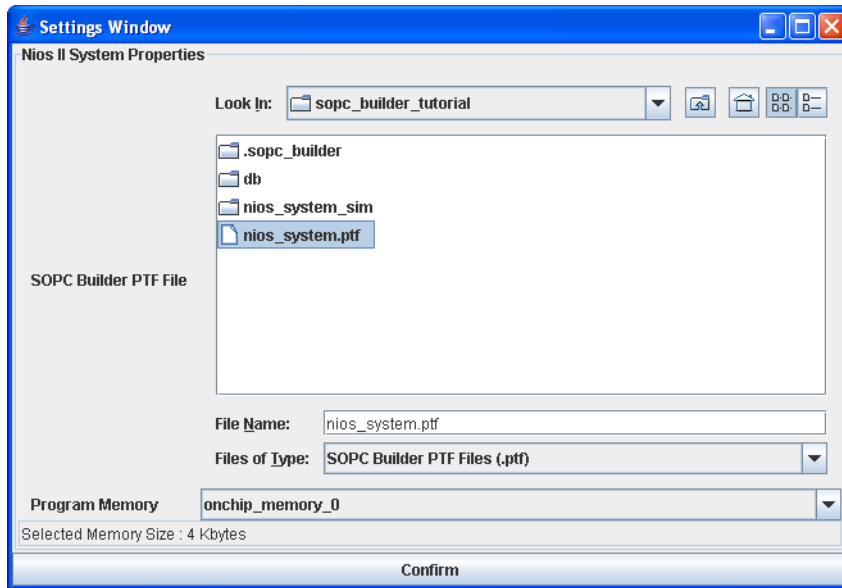 Settings Window
Nios II System Properties
Look In: sopc_builder_tutorial
.sopc_builder
db
nios_system_sim
nios_system.ptf
SOPC Builder PTF File
File Name: nios_system.ptf
Files of Type: SOPC Builder PTF Files (.ptf)
Program Memory onchip_memory_0
Selected Memory Size : 4 Kbytes
Confirm